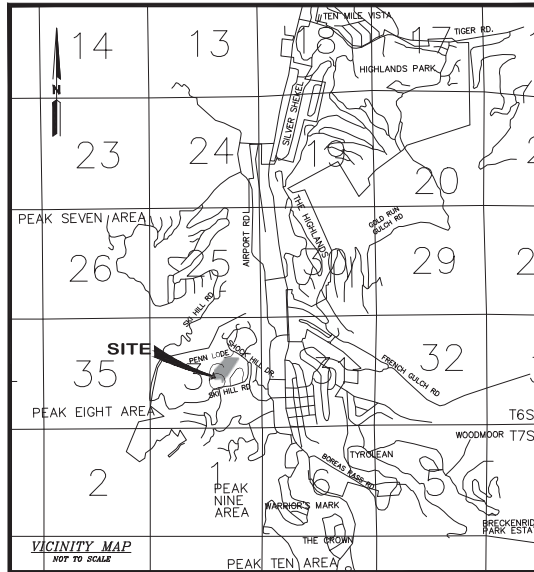 TEN MILE VISTA
14
13
18
17
TIGER RD.
HIGHLANDS PARK
N
SILVER SHEKEL
23
24
19
20
PEAK SEVEN AREA
AIRPORT RD
THE HIGHLANDS
GOLD RUN
GULCH RD
26
25
30
29
2
SKI HILL RD
SITE
PENN LODE
SHOCK HILL DR.
35
36
31
32
FRENCH GULCH RD
SKI HILL RD
PEAK EIGHT AREA
T6S
T7S
WOODMOOR
TYROLEAN
2
1
6
5
BOREAS PASS RD
PEAK
NINE
AREA
WARRIOR'S MARK
BRECKENRID
PARK ESTA
THE CROWN
VICINITY MAP
NOT TO SCALE
PEAK TEN AREA